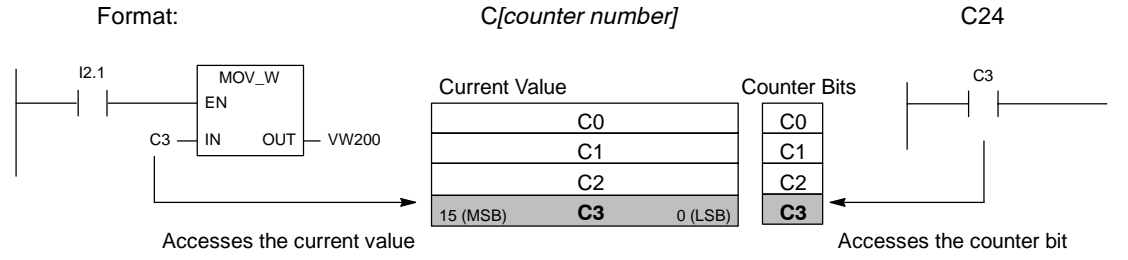 Format: C[counter number] C24
I2.1
MOV_W
EN
C3 IN OUT VW200
Accesses the current value
Current Value
C0
C1
C2
15 (MSB) C3 0 (LSB)
Counter Bits
C0
C1
C2
C3
C3
Accesses the counter bit